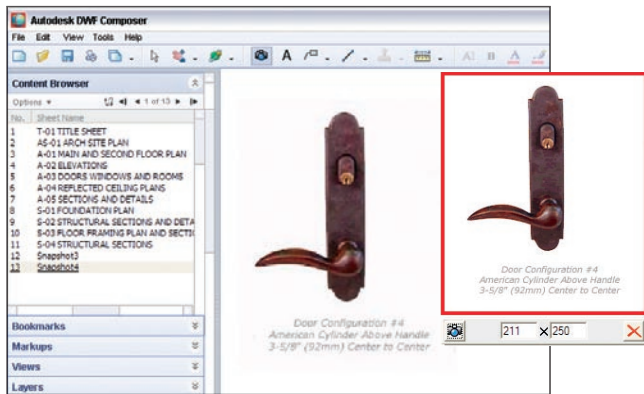 Autodesk DWF Composer
File Edit View Tools Help
A
Content Browser
Options
1 of 13
No. Sheet Name
1 T-01 TITLE SHEET
2 AS-01 ARCH SITE PLAN
3 A-01 MAIN AND SECOND FLOOR PLAN
4 A-02 ELEVATIONS
5 A-03 DOORS WINDOWS AND ROOMS
6 A-04 REFLECTED CEILING PLANS
7 A-05 SECTIONS AND DETAILS
8 S-01 FOUNDATION PLAN
9 S-02 STRUCTURAL SECTIONS AND DETA
10 S-03 FLOOR FRAMING PLAN AND SECTI
11 S-04 STRUCTURAL SECTIONS
12 Snapshot3
13 Snapshot4
Bookmarks
Markups
Views
Layers
Door Configuration #4
American Cylinder Above Handle
3-5/8" (92mm) Center to Center
Door Configuration #4
American Cylinder Above Handle
3-5/8" (92mm) Center to Center
211 × 250